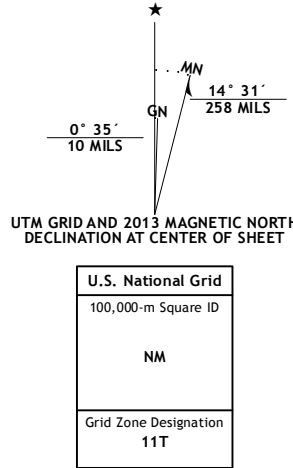 ★
MN
GN
14° 31´
258 MILS
0° 35´
10 MILS
UTM GRID AND 2013 MAGNETIC NORTH
DECLINATION AT CENTER OF SHEET
U.S. National Grid
100,000-m Square ID
NM
Grid Zone Designation
11T